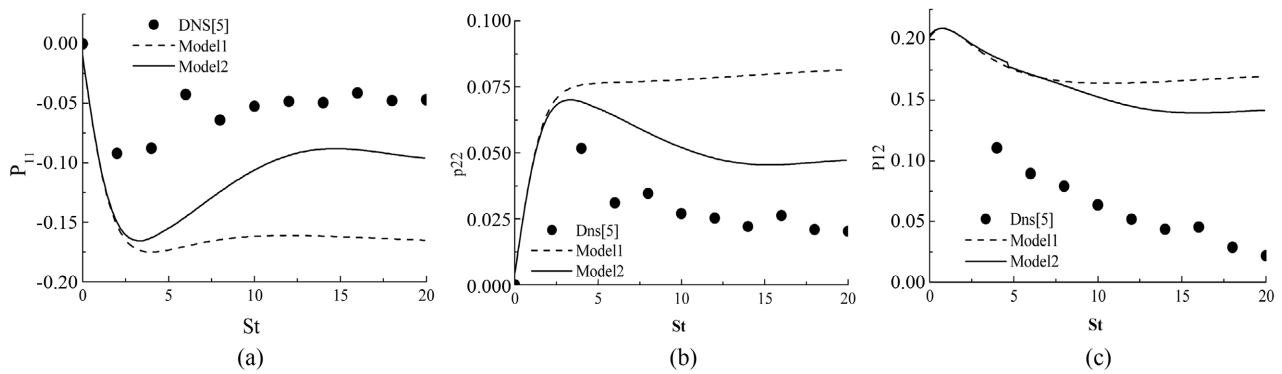 0.00
-0.05
-0.10
-0.15
-0.20
P11
0 5 10 15 20
St
DNS[5]
Model1
Model2
(a)
0.100
0.075
0.050
0.025
0.000
p22
0 5 10 15 20
St
Dns[5]
Model1
Model2
(b)
0.20
0.15
0.10
0.05
0.00
P12
0 5 10 15 20
St
Dns[5]
Model1
Model2
(c)